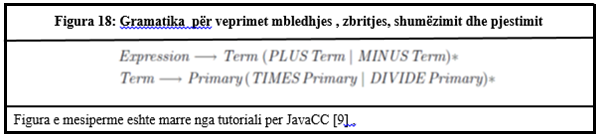 Figura 18: Gramatika për veprimet mbledhjes , zbritjes, shumëzimit dhe pjestimit
Expression ⟶ Term (PLUS Term | MINUS Term)*
Term ⟶ Primary (TIMES Primary | DIVIDE Primary)*
Figura e mesiperme eshte marre nga tutoriali per JavaCC [9].